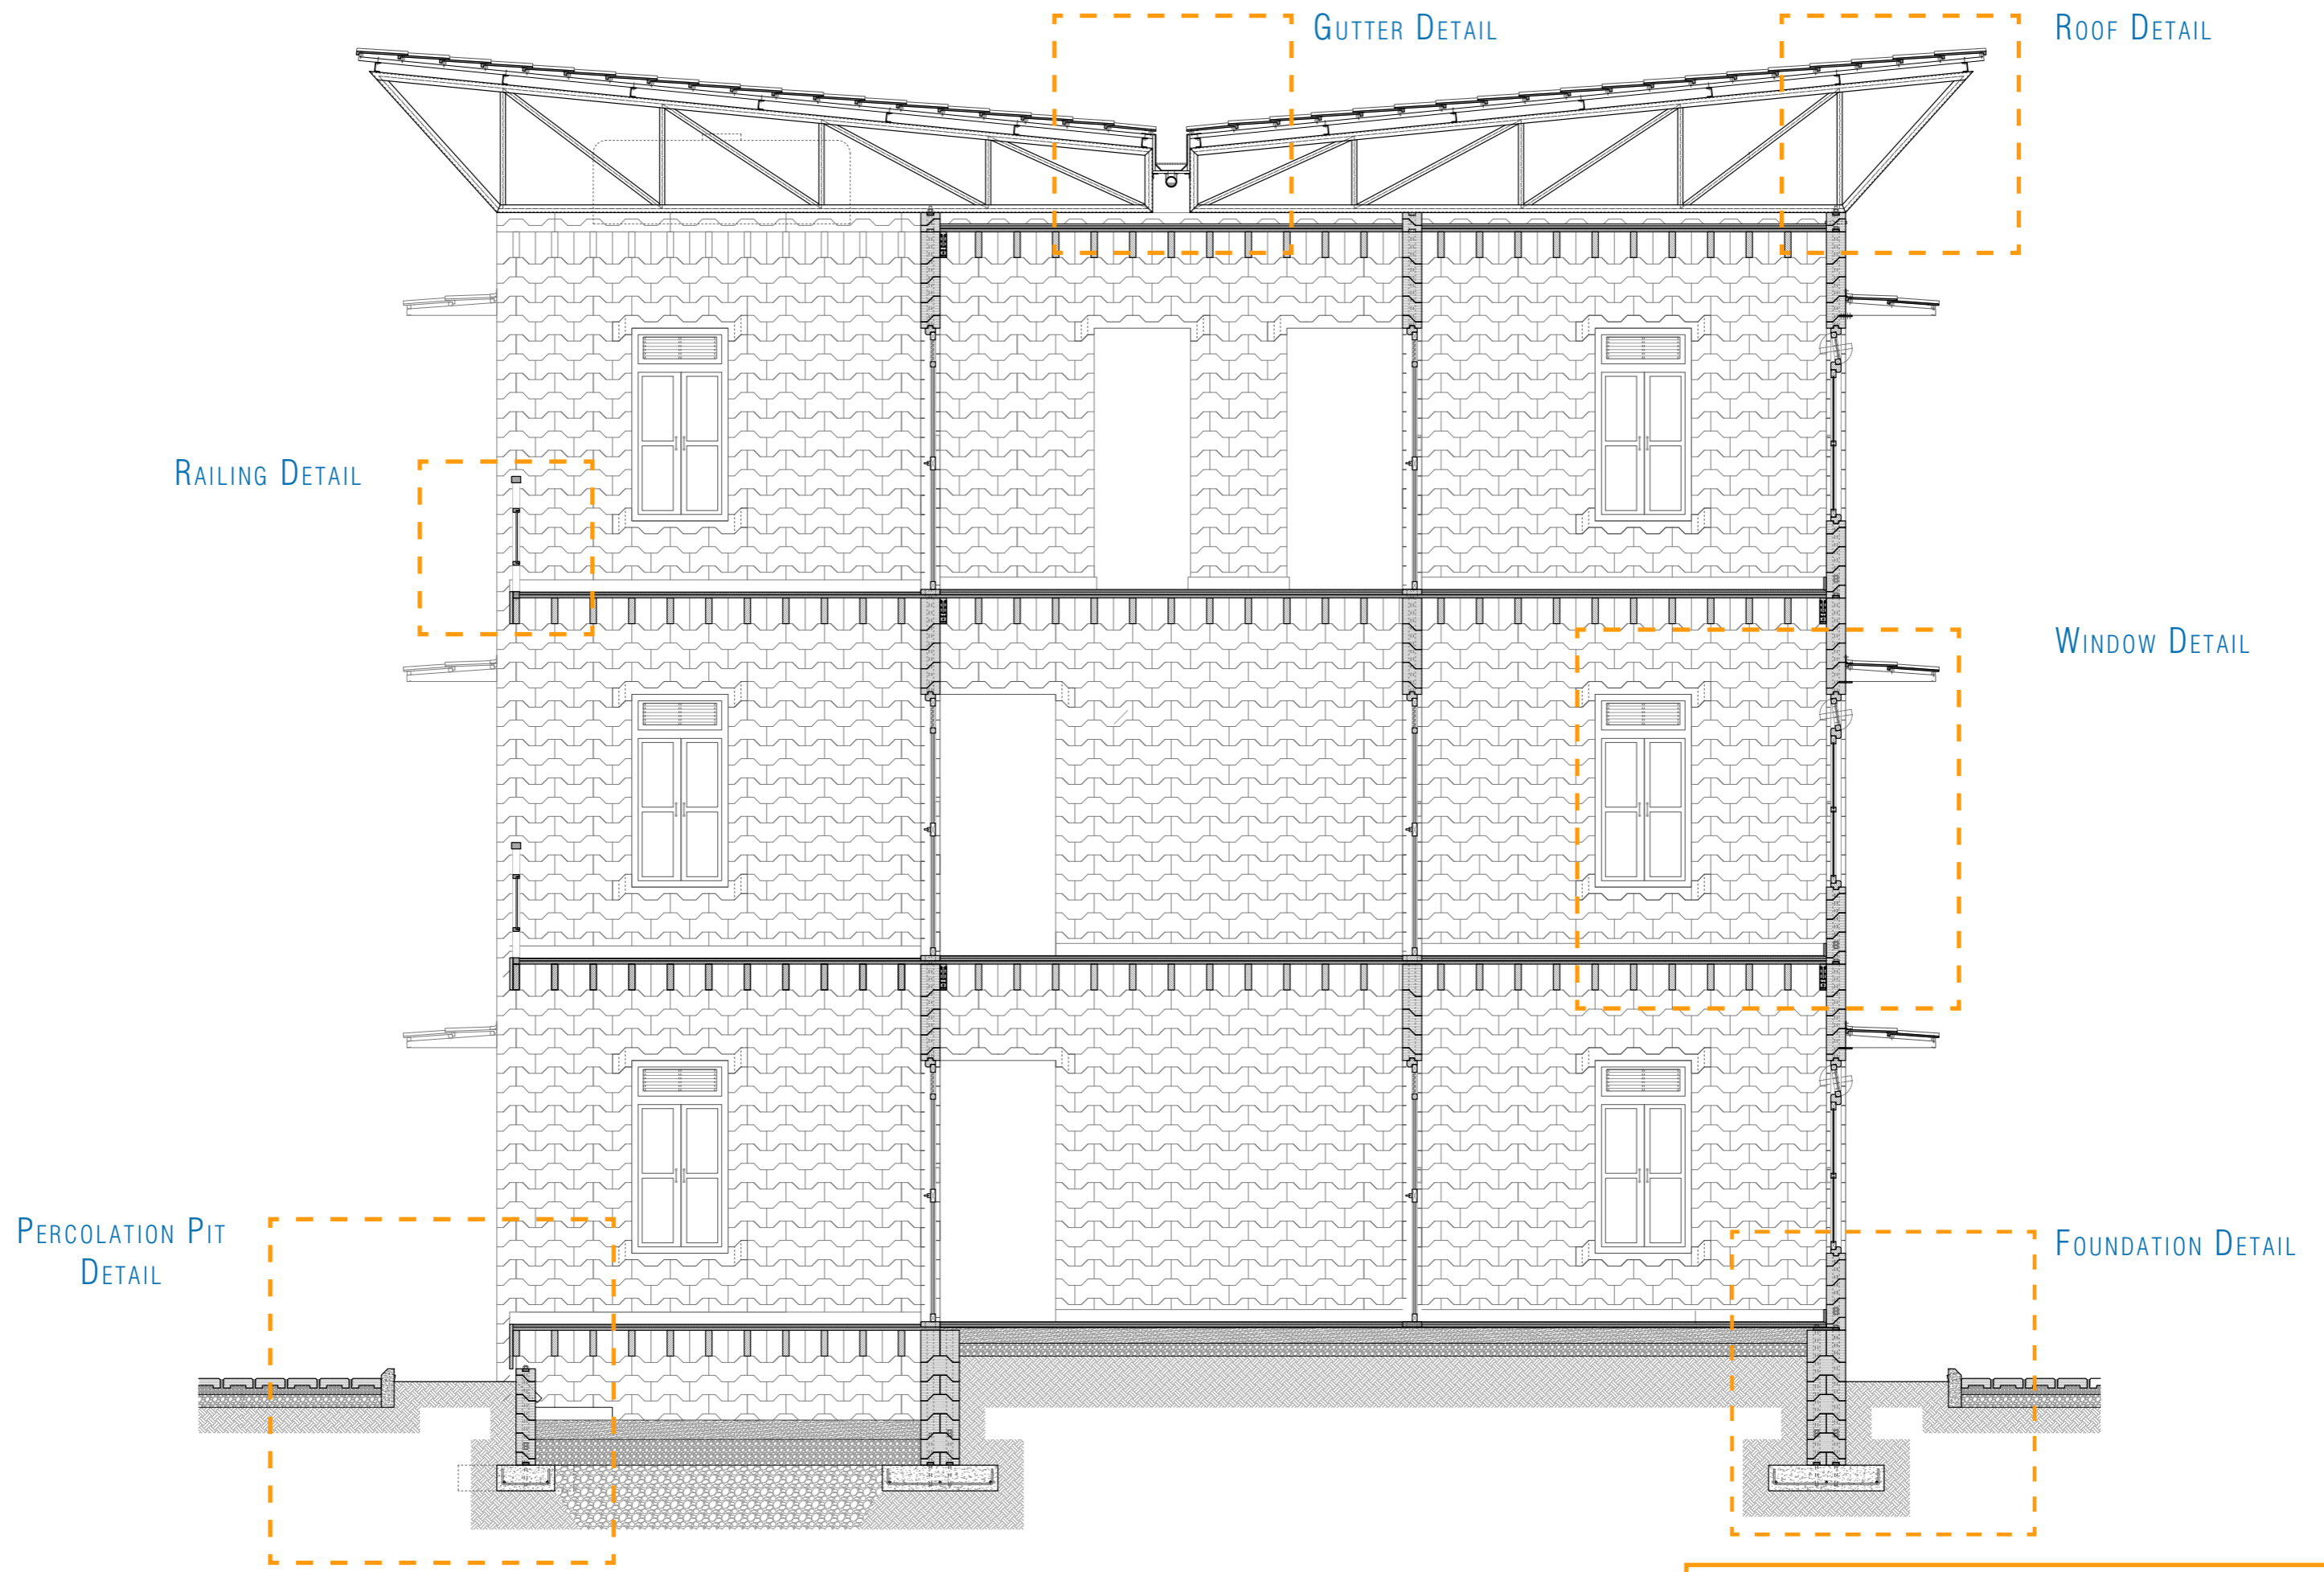 Gutter Detail
Roof Detail
Railing Detail
Window Detail
Percolation Pit
Detail
Foundation Detail